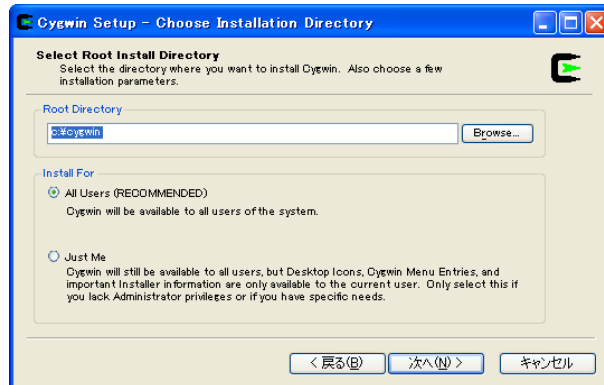 Cygwin Setup - Choose Installation Directory
Select Root Install Directory
Select the directory where you want to install Cygwin. Also choose a few
installation parameters.
Root Directory
c:¥cygwin
Browse...
Install For
All Users (RECOMMENDED)
Cygwin will be available to all users of the system.
Just Me
Cygwin will still be available to all users, but Desktop Icons, Cygwin Menu Entries, and
important Installer information are only available to the current user. Only select this if
you lack Administrator privileges or if you have specific needs.
< 戻る(B)
次へ(N) >
キャンセル